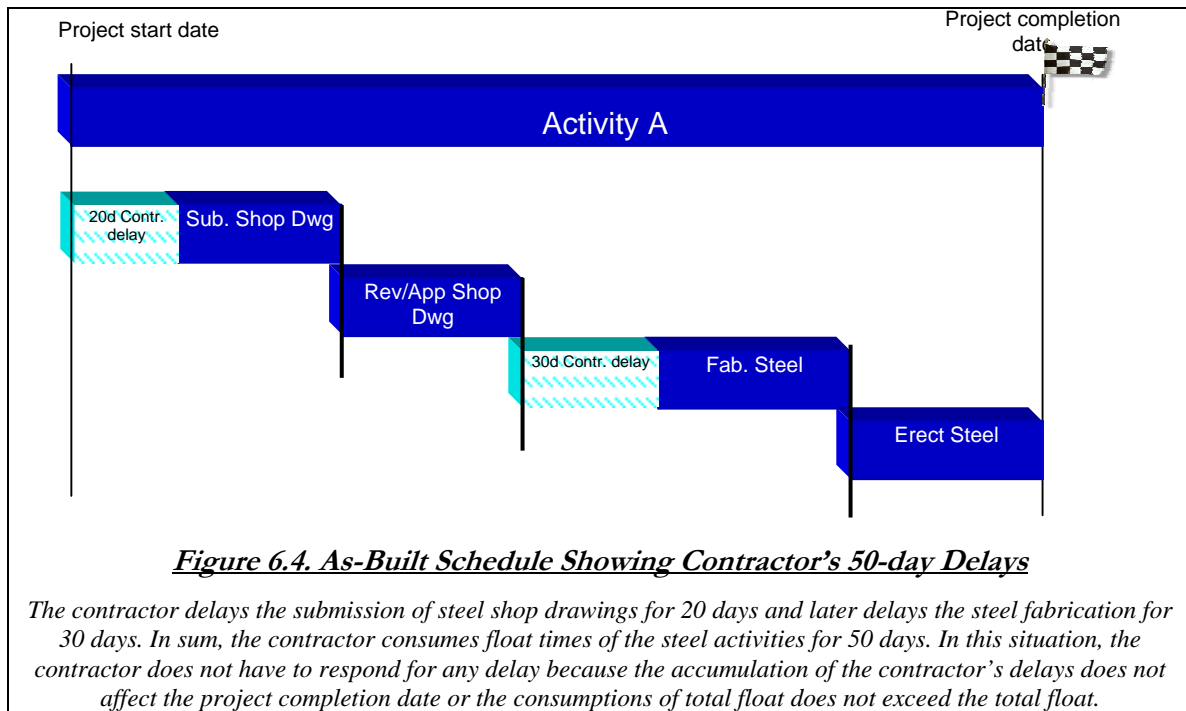 Project start date
Project completion
date
Activity A
20d Contr.
delay
Sub. Shop Dwg
Rev/App Shop
Dwg
30d Contr. delay
Fab. Steel
Erect Steel
Figure 6.4. As-Built Schedule Showing Contractor’s 50-day Delays
The contractor delays the submission of steel shop drawings for 20 days and later delays the steel fabrication for
30 days. In sum, the contractor consumes float times of the steel activities for 50 days. In this situation, the
contractor does not have to respond for any delay because the accumulation of the contractor’s delays does not
affect the project completion date or the consumptions of total float does not exceed the total float.